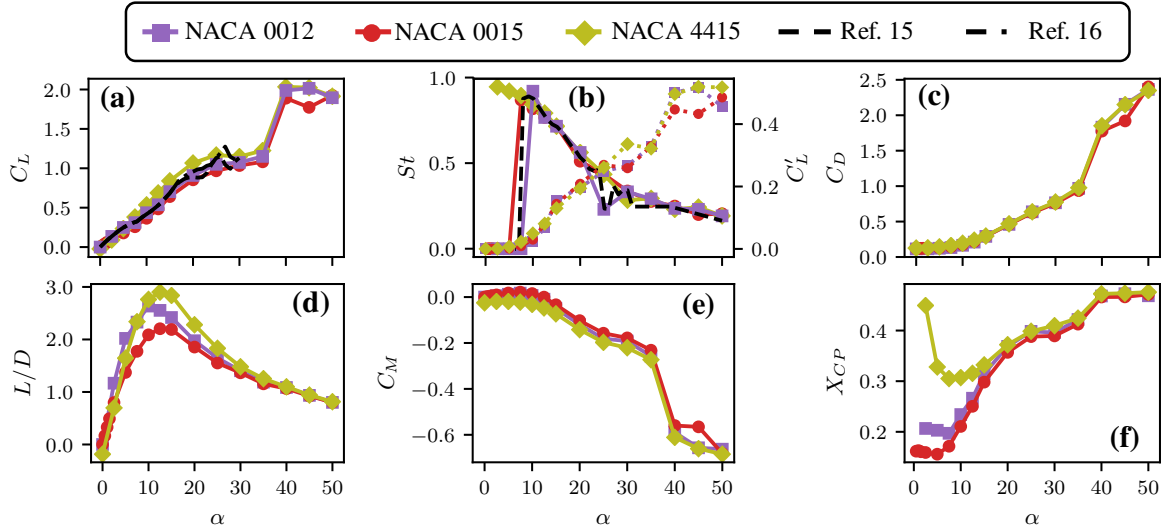 NACA 0012 NACA 0015 NACA 4415 Ref. 15 Ref. 16
(a)
C_L
2.0
1.5
1.0
0.5
0.0
0 10 20 30 40 50
(b)
St
1.0
0.5
0.0
C'_L
0.4
0.2
0.0
0 10 20 30 40 50
(c)
C_D
2.5
2.0
1.5
1.0
0.5
0.0
0 10 20 30 40 50
(d)
L/D
3.0
2.0
1.0
0.0
0 10 20 30 40 50
α
(e)
C_M
0.0
−0.2
−0.4
−0.6
0 10 20 30 40 50
α
(f)
X_CP
0.4
0.3
0.2
0 10 20 30 40 50
α